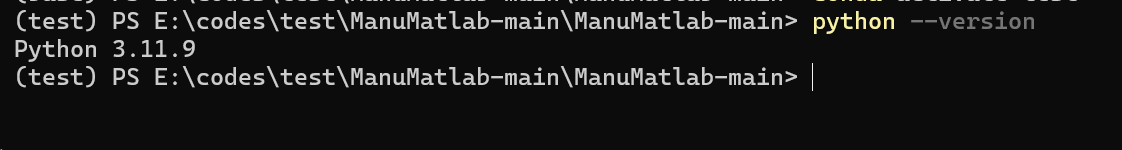 (test) PS E:\codes\test\ManuMatlab-main\ManuMatlab-main> python --version
Python 3.11.9
(test) PS E:\codes\test\ManuMatlab-main\ManuMatlab-main>